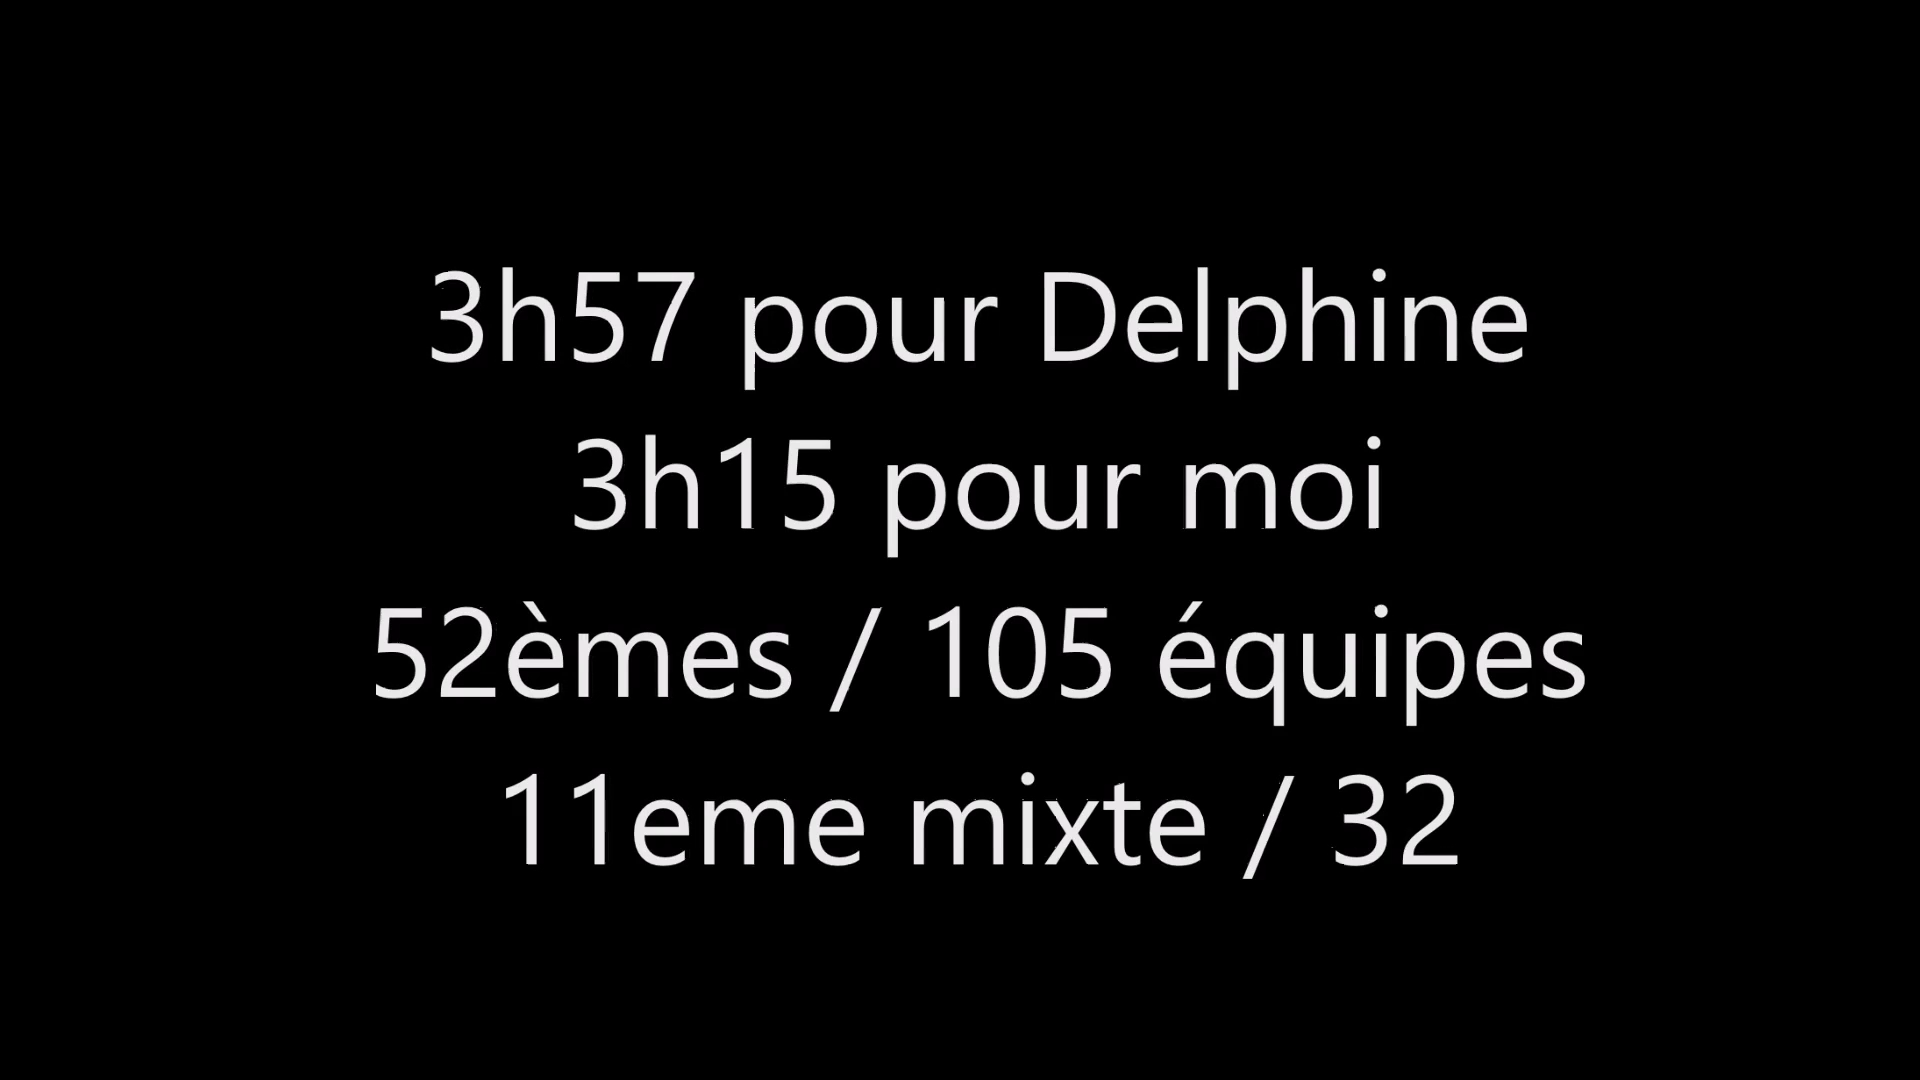 3h57 pour Delphine
3h15 pour moi
52èmes / 105 équipes
11eme mixte / 32